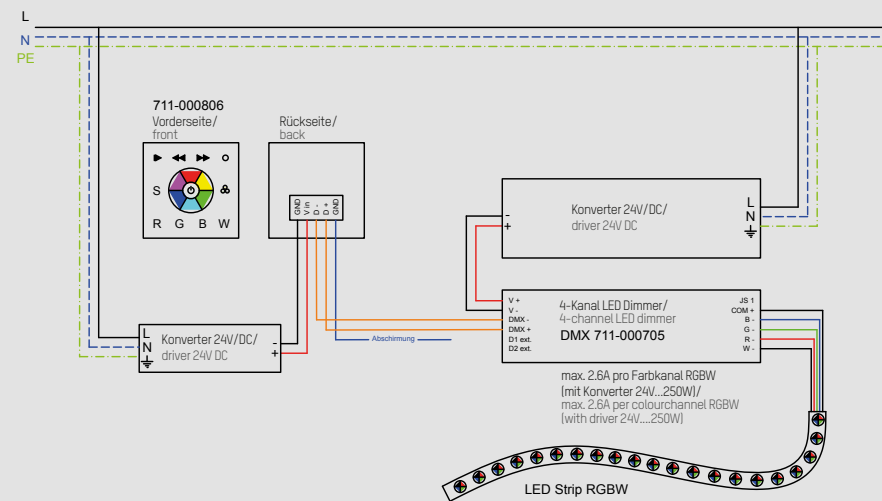 L
N
PE
711-000806
Vorderseite/
front
S
R G B W
Rückseite/
back
GND
V in
D -
D +
GND
Konverter 24V/DC/
driver 24V DC
-
+
L
N
L
N
Konverter 24V/DC/
driver 24V DC
-
+
Abschirmung
V +
V -
DMX -
DMX +
D1 ext.
D2 ext.
4-Kanal LED Dimmer/
4-channel LED dimmer
DMX 711-000705
JS 1
COM +
B -
G -
R -
W -
max. 2.6A pro Farbkanal RGBW
(mit Konverter 24V...250W)/
max. 2.6A per colourchannel RGBW
(with driver 24V....250W)
LED Strip RGBW